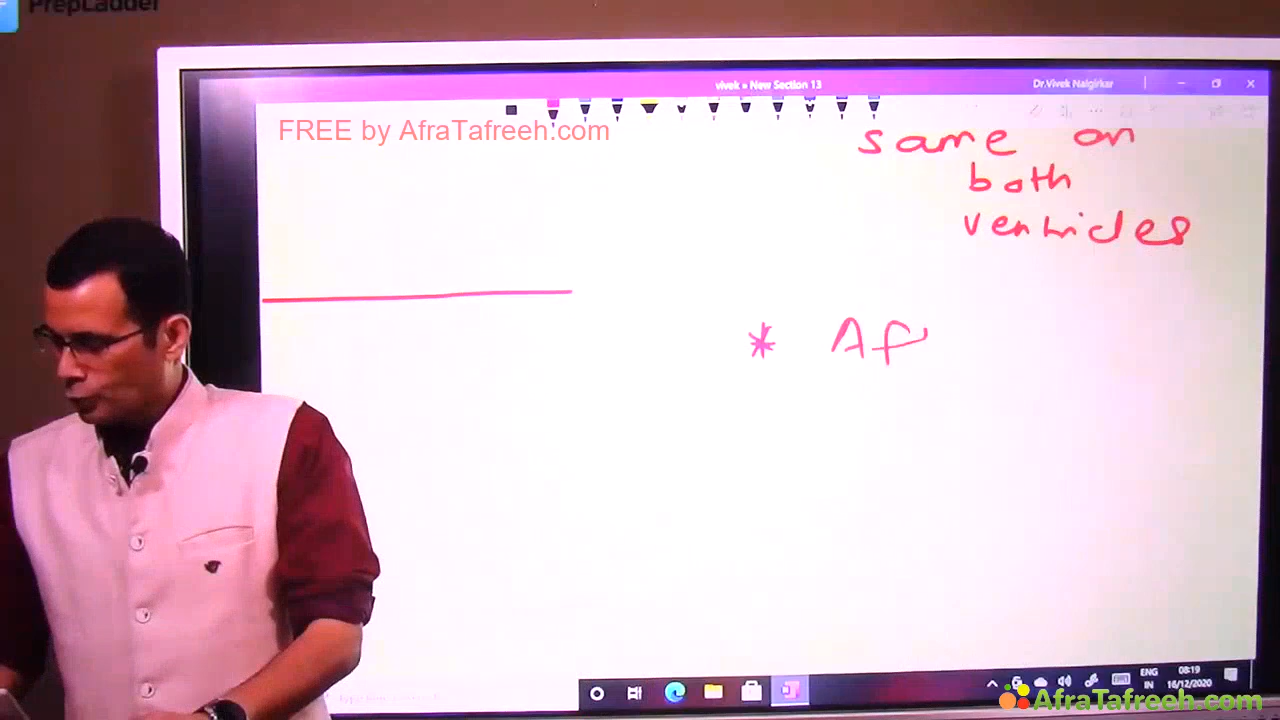 PrepLadder
vivek » New Section 13
Dr.Vivek Nalgirkar
FREE by AfraTafreeh.com
same on
both
ventricles
* Af
ENG
IN
08:19
16/12/2020
AfraTafreeh.com